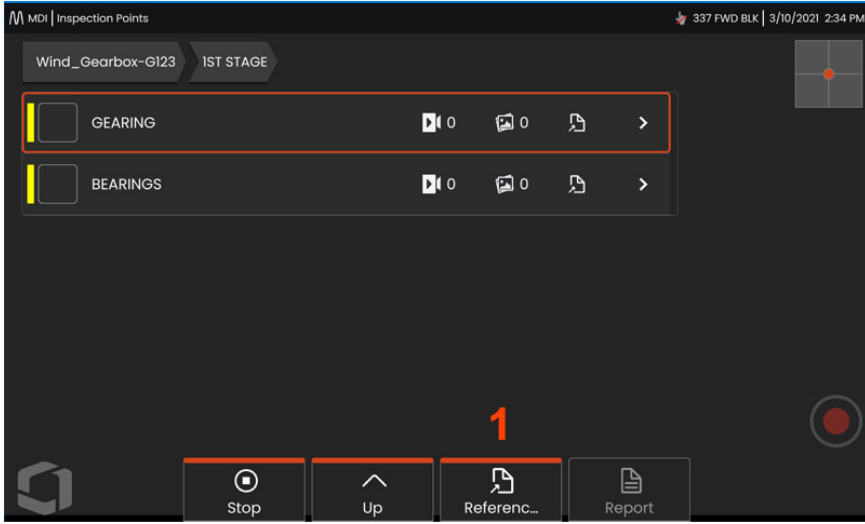 MDI | Inspection Points
337 FWD BLK | 3/10/2021 2:34 PM
Wind_Gearbox-G123 1ST STAGE
GEARING 0 0
BEARINGS 0 0
1
Stop Up Referenc... Report